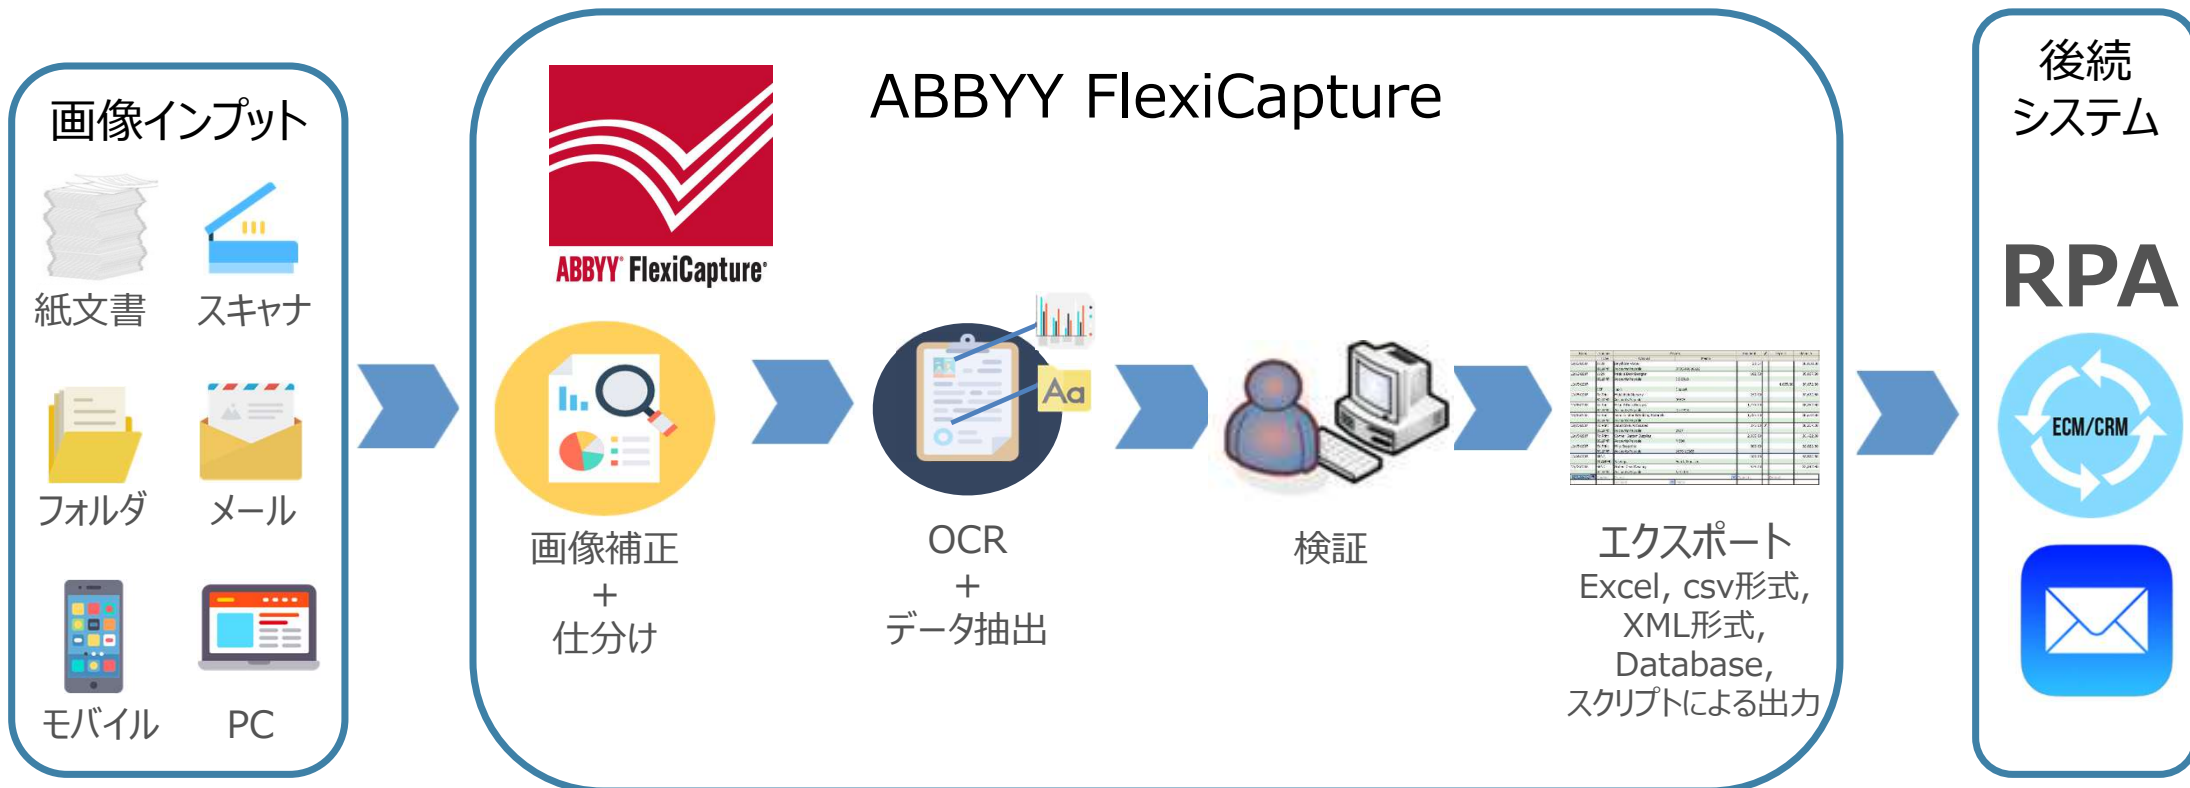 画像インプット
紙文書
スキャナ
フォルダ
メール
モバイル
PC
ABBYY FlexiCapture
ABBYY® FlexiCapture®
画像補正
+
仕分け
Aa
OCR
+
データ抽出
検証
エクスポート
Excel, csv形式,
XML形式,
Database,
スクリプトによる出力
後続
システム
RPA
ECM/CRM